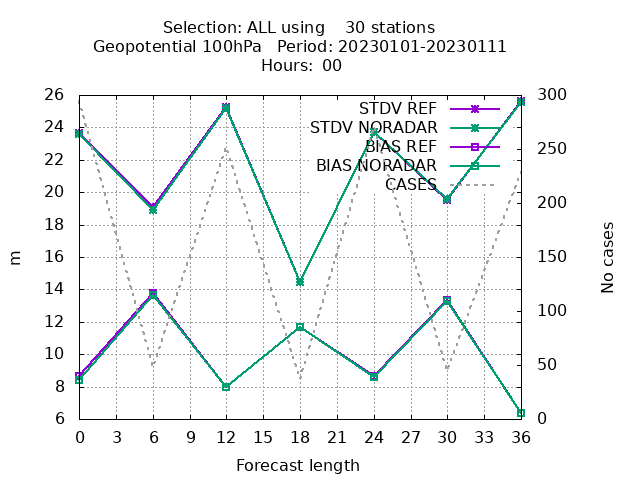 Selection: ALL using    30 stations
Geopotential 100hPa   Period: 20230101-20230111
Hours: 00
STDV REF
STDV NORADAR
BIAS REF
BIAS NORADAR
CASES
26
24
22
20
18
16
14
12
10
8
6
m
300
250
200
150
100
50
0
No cases
0 3 6 9 12 15 18 21 24 27 30 33 36
Forecast length